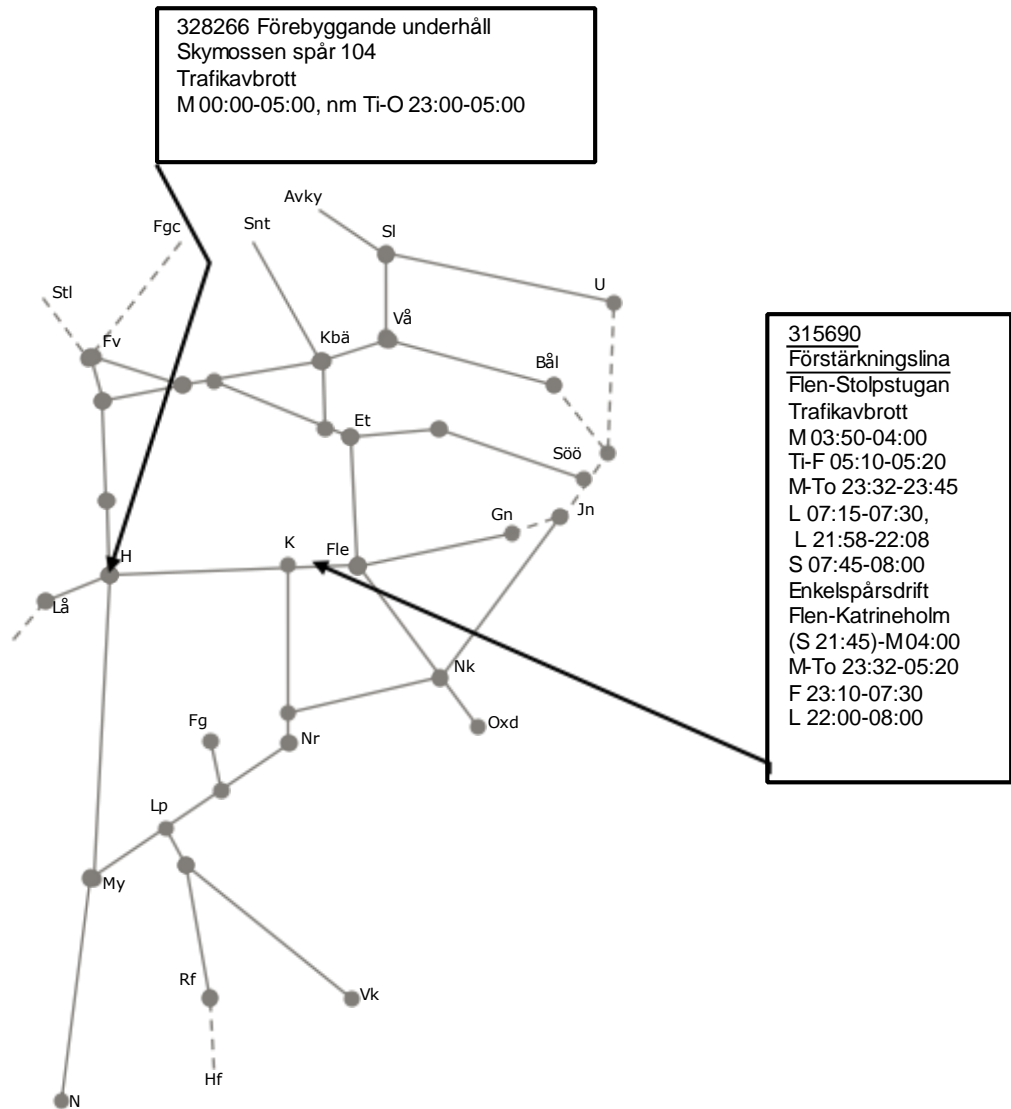 328266 Förebyggande underhåll
Skymossen spår 104
Trafikavbrott
M 00:00-05:00, nm Ti-O 23:00-05:00
Avky
Fgc
Snt
Sl
U
Stl
Vå
Fv
Kbä
Bål
315690
Förstärkningslina
Flen-Stolpstugan
Trafikavbrott
M 03:50-04:00
Ti-F 05:10-05:20
M-To 23:32-23:45
L 07:15-07:30,
L 21:58-22:08
S 07:45-08:00
Enkelspårsdrift
Flen-Katrineholm
(S 21:45)-M 04:00
M-To 23:32-05:20
F 23:10-07:30
L 22:00-08:00
Et
Söö
Gn
Jn
H
K
Fle
Lå
Nk
Fg
Oxd
Nr
Lp
My
Rf
Vk
Hf
N